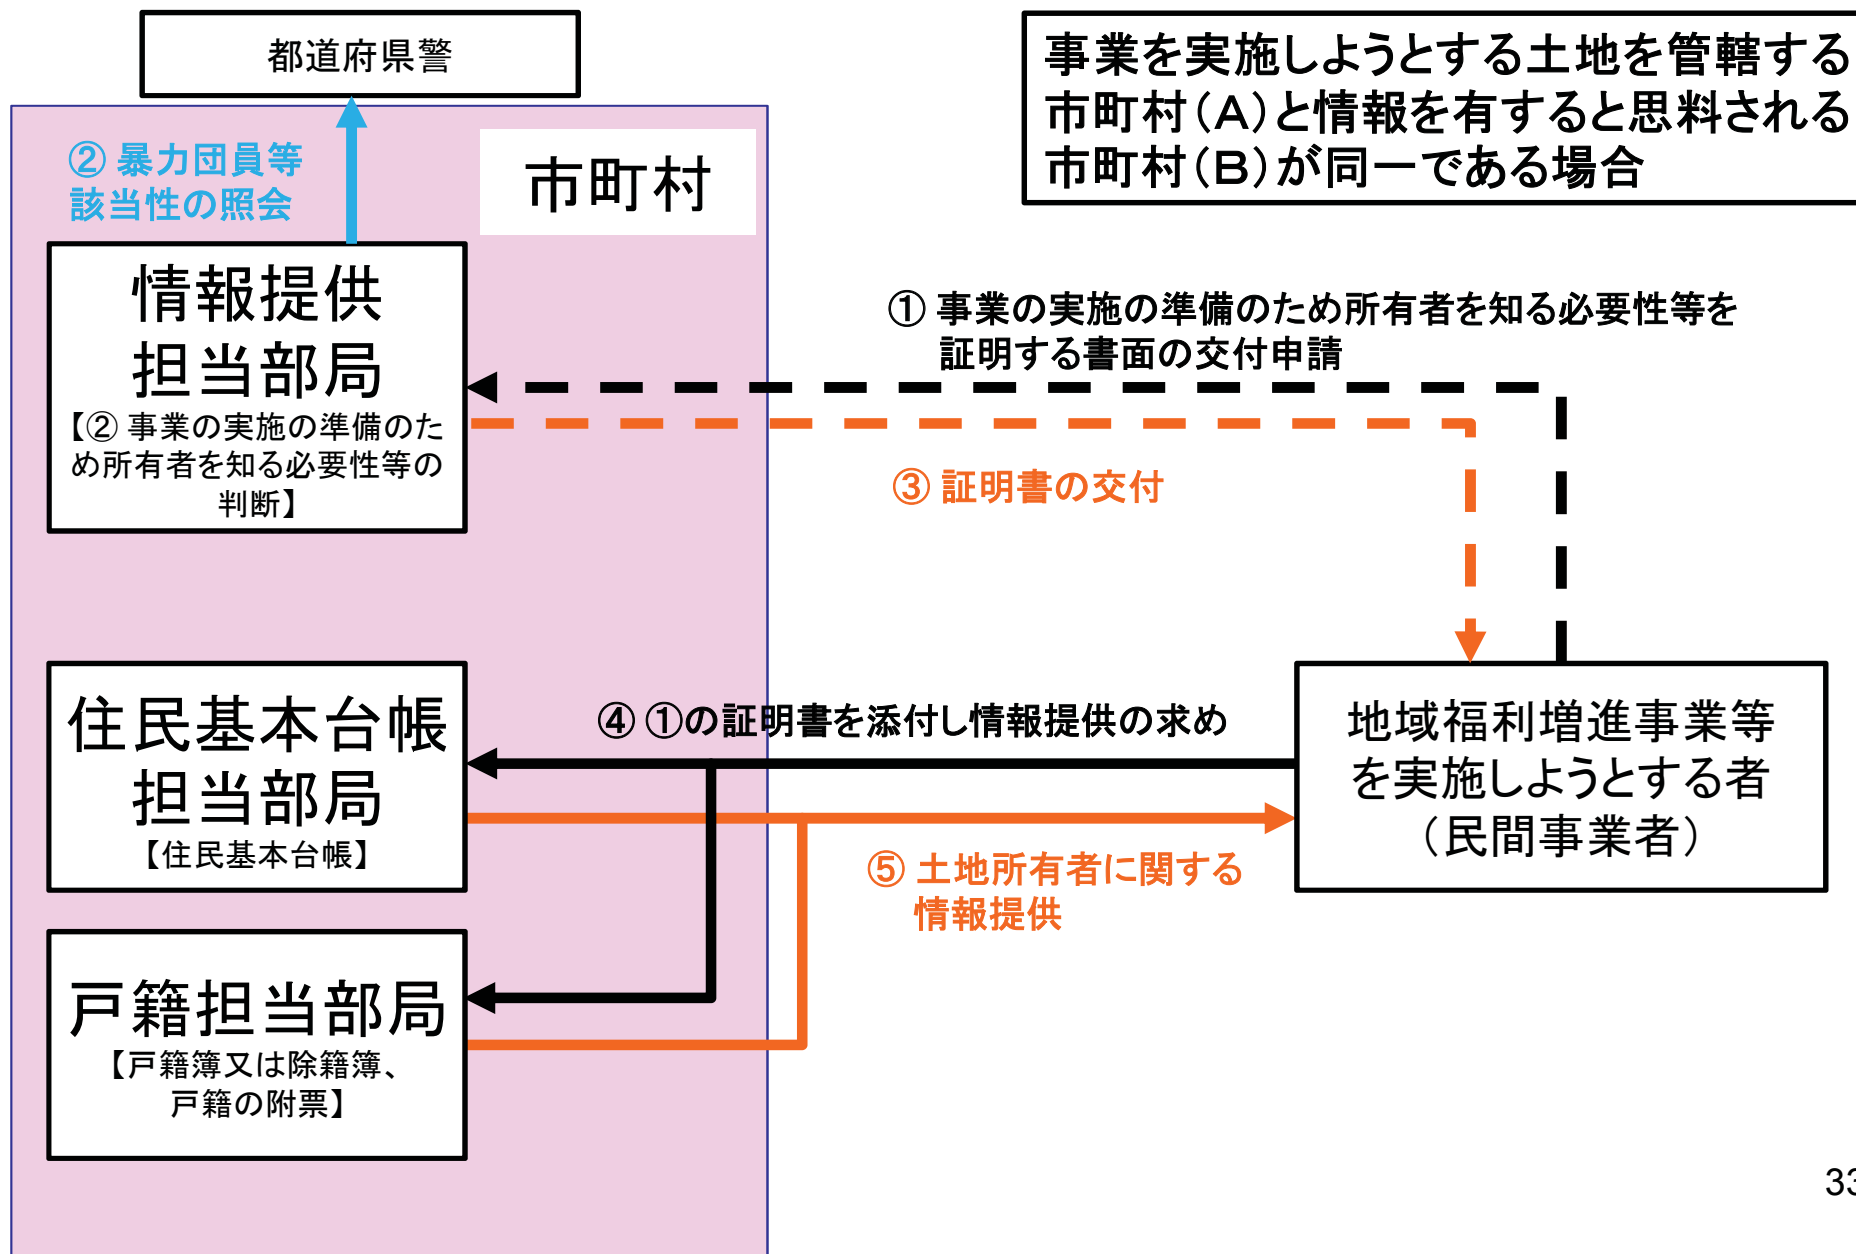 都道府県警
事業を実施しようとする土地を管轄する
市町村(A)と情報を有すると思料される
市町村(B)が同一である場合
② 暴力団員等
該当性の照会
市町村
情報提供
担当部局
【② 事業の実施の準備のた
め所有者を知る必要性等の
判断】
① 事業の実施の準備のため所有者を知る必要性等を
証明する書面の交付申請
③ 証明書の交付
住民基本台帳
担当部局
【住民基本台帳】
④ ①の証明書を添付し情報提供の求め
地域福利増進事業等
を実施しようとする者
(民間事業者)
⑤ 土地所有者に関する
情報提供
戸籍担当部局
【戸籍簿又は除籍簿、
戸籍の附票】
33